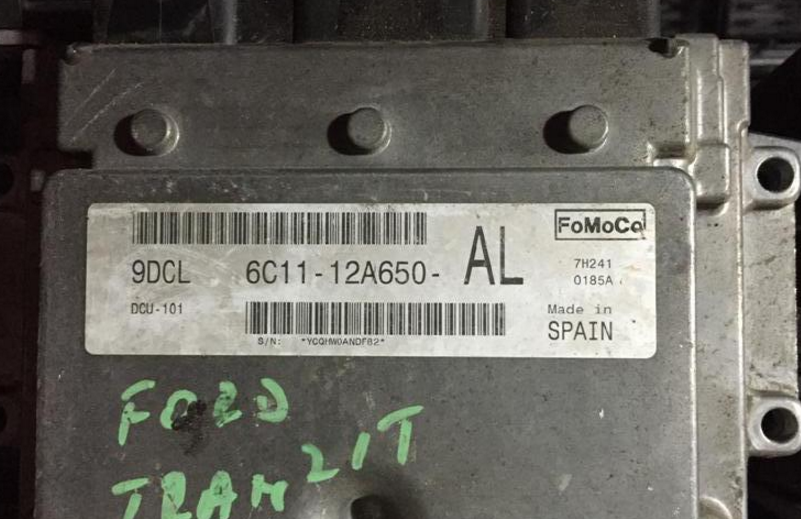 FoMoCo
9DCL 6C11-12A650- AL
7H241
0185A
DCU-101
Made in
SPAIN
S/N: *YCQHW0ANDF82*
FORD
TRANZIT